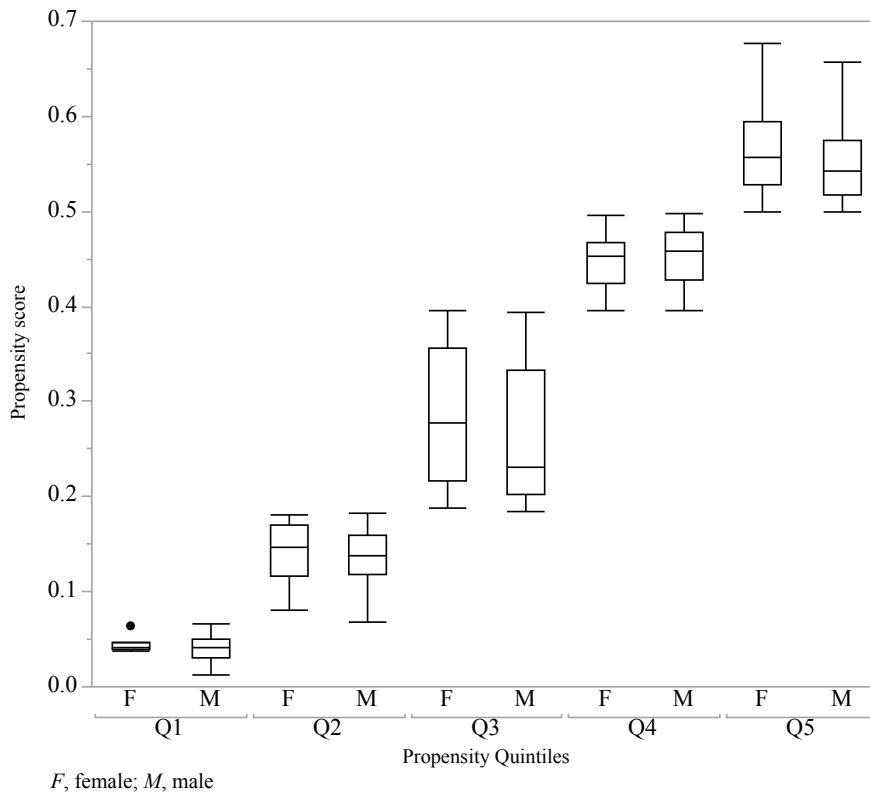 0.7
0.6
0.5
0.4
0.3
0.2
0.1
0.0
Propensity score
F M F M F M F M F M
Q1 Q2 Q3 Q4 Q5
Propensity Quintiles
F, female; M, male